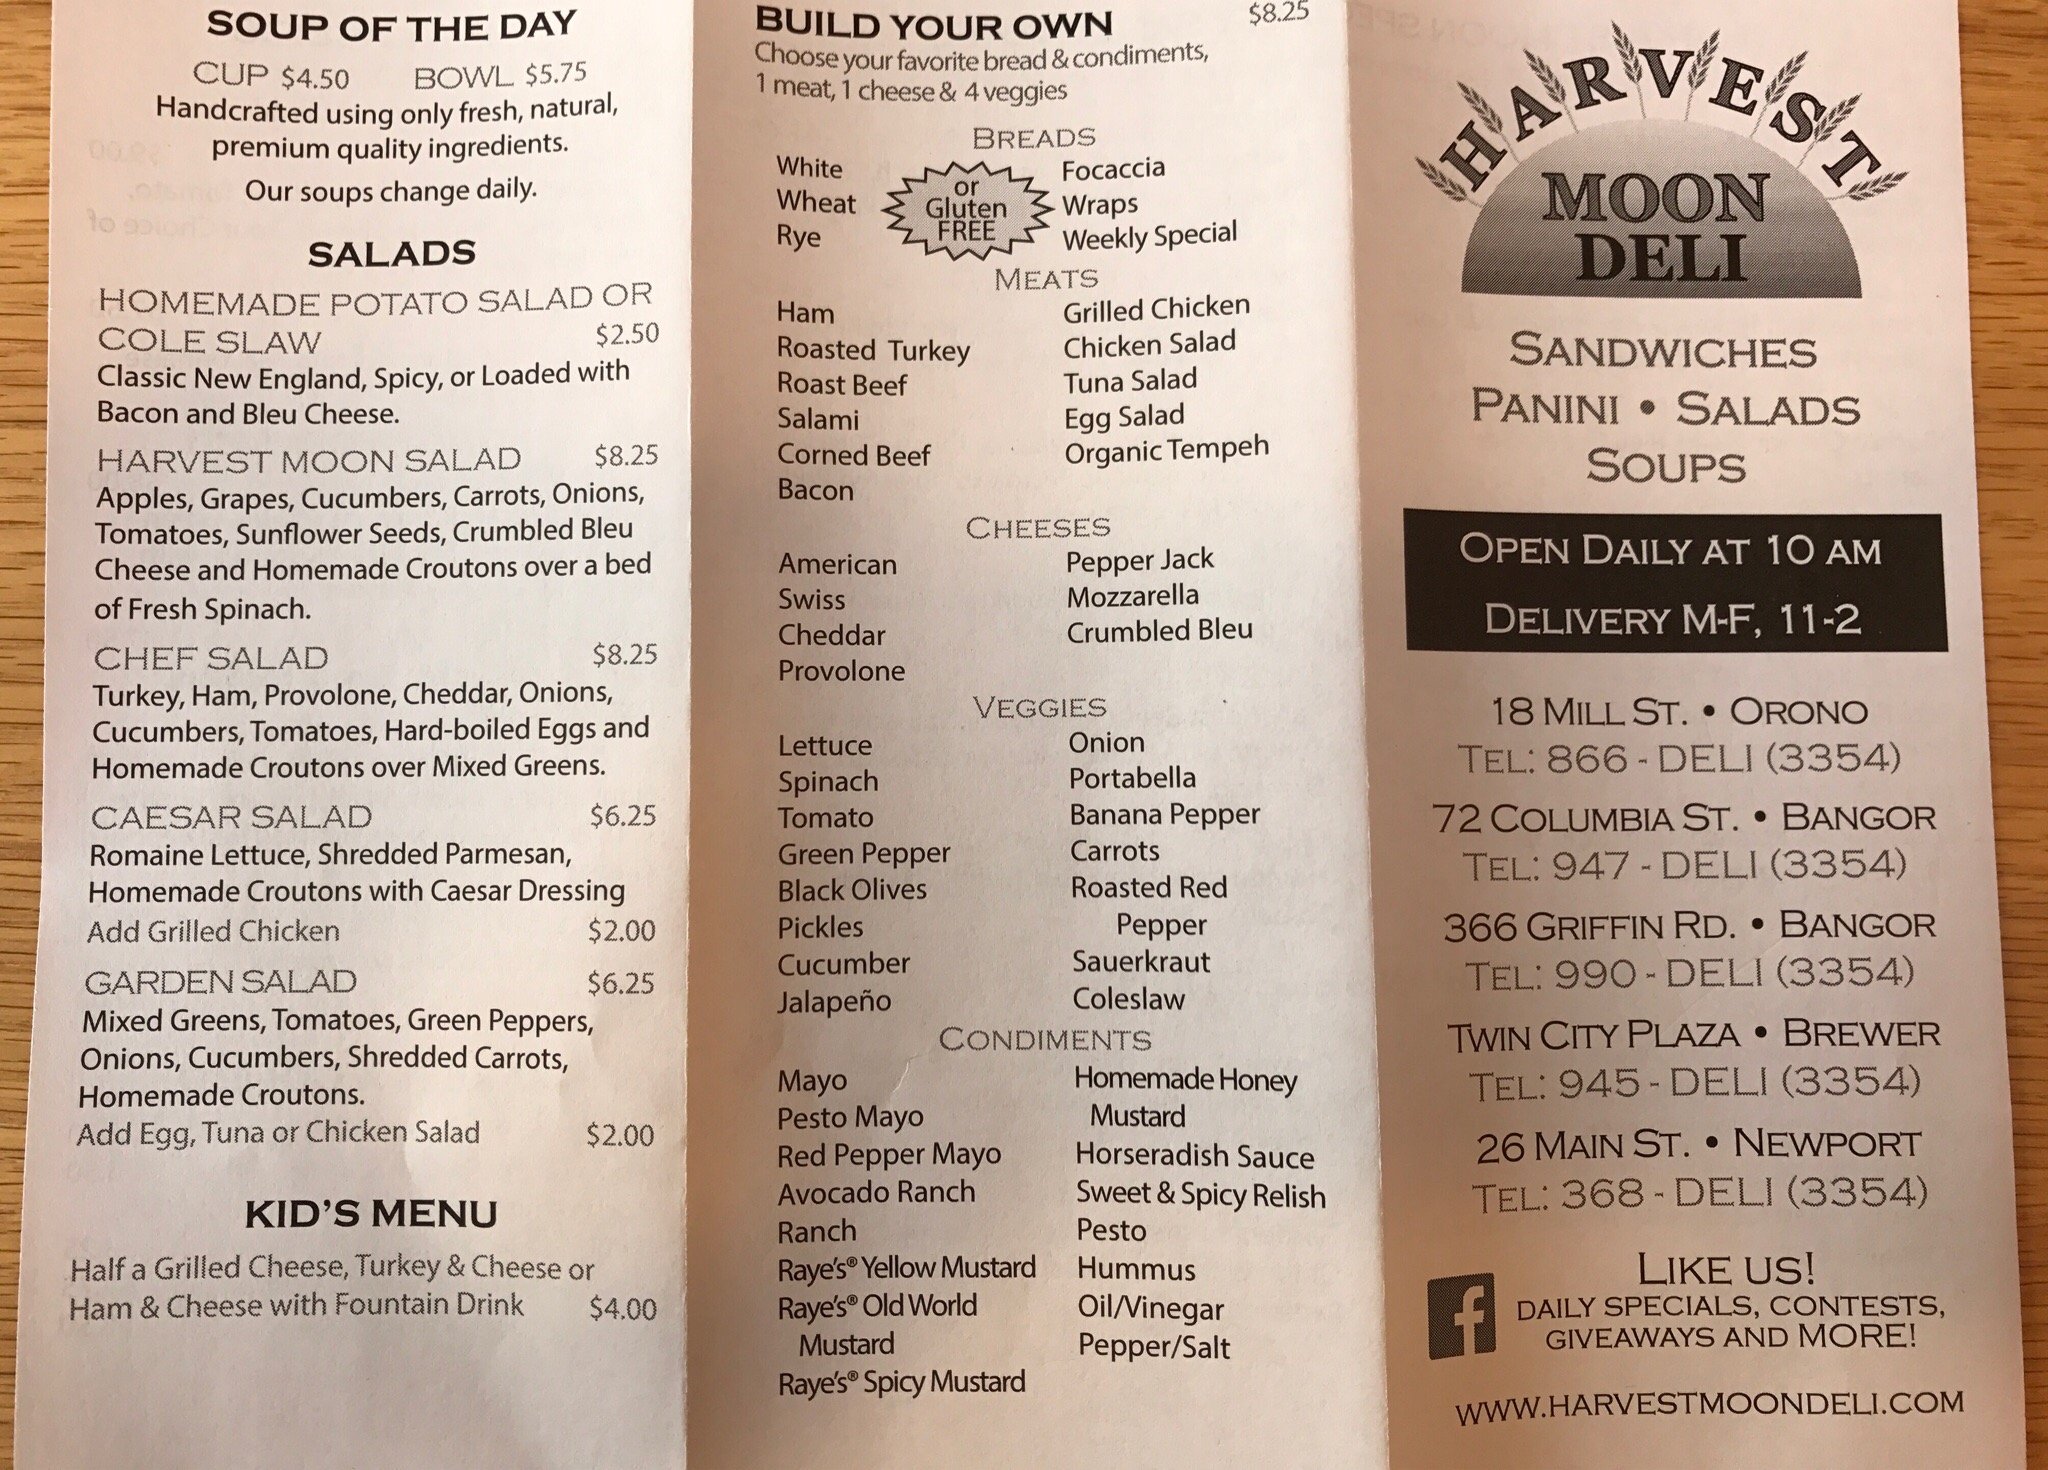 SOUP OF THE DAY
CUP $4.50 BOWL $5.75
Handcrafted using only fresh, natural,
premium quality ingredients.
Our soups change daily.
SALADS
HOMEMADE POTATO SALAD OR
COLE SLAW $2.50
Classic New England, Spicy, or Loaded with
Bacon and Bleu Cheese.
HARVEST MOON SALAD $8.25
Apples, Grapes, Cucumbers, Carrots, Onions,
Tomatoes, Sunflower Seeds, Crumbled Bleu
Cheese and Homemade Croutons over a bed
of Fresh Spinach.
CHEF SALAD $8.25
Turkey, Ham, Provolone, Cheddar, Onions,
Cucumbers, Tomatoes, Hard-boiled Eggs and
Homemade Croutons over Mixed Greens.
CAESAR SALAD $6.25
Romaine Lettuce, Shredded Parmesan,
Homemade Croutons with Caesar Dressing
Add Grilled Chicken $2.00
GARDEN SALAD $6.25
Mixed Greens, Tomatoes, Green Peppers,
Onions, Cucumbers, Shredded Carrots,
Homemade Croutons.
Add Egg, Tuna or Chicken Salad $2.00
KID'S MENU
Half a Grilled Cheese, Turkey & Cheese or
Ham & Cheese with Fountain Drink $4.00
BUILD YOUR OWN $8.25
Choose your favorite bread & condiments,
1 meat, 1 cheese & 4 veggies
BREADS
White
Wheat
Rye
or
Gluten
FREE
Focaccia
Wraps
Weekly Special
MEATS
Ham
Roasted Turkey
Roast Beef
Salami
Corned Beef
Bacon
Grilled Chicken
Chicken Salad
Tuna Salad
Egg Salad
Organic Tempeh
CHEESES
American
Swiss
Cheddar
Provolone
Pepper Jack
Mozzarella
Crumbled Bleu
VEGGIES
Lettuce
Spinach
Tomato
Green Pepper
Black Olives
Pickles
Cucumber
Jalapeño
Onion
Portabella
Banana Pepper
Carrots
Roasted Red
Pepper
Sauerkraut
Coleslaw
CONDIMENTS
Mayo
Pesto Mayo
Red Pepper Mayo
Avocado Ranch
Ranch
Raye's® Yellow Mustard
Raye's® Old World
Mustard
Raye's® Spicy Mustard
Homemade Honey
Mustard
Horseradish Sauce
Sweet & Spicy Relish
Pesto
Hummus
Oil/Vinegar
Pepper/Salt
HARVEST
MOON
DELI
SANDWICHES
PANINI • SALADS
SOUPS
OPEN DAILY AT 10 AM
DELIVERY M-F, 11-2
18 MILL ST. • ORONO
TEL: 866 - DELI (3354)
72 COLUMBIA ST. • BANGOR
TEL: 947 - DELI (3354)
366 GRIFFIN RD. • BANGOR
TEL: 990 - DELI (3354)
TWIN CITY PLAZA • BREWER
TEL: 945 - DELI (3354)
26 MAIN ST. • NEWPORT
TEL: 368 - DELI (3354)
LIKE US!
f
DAILY SPECIALS, CONTESTS,
GIVEAWAYS AND MORE!
WWW.HARVESTMOONDELI.COM